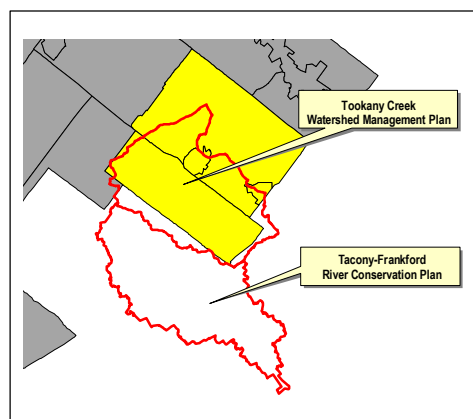 Tookany Creek
Watershed Management Plan
Tacony-Frankford
River Conservation Plan